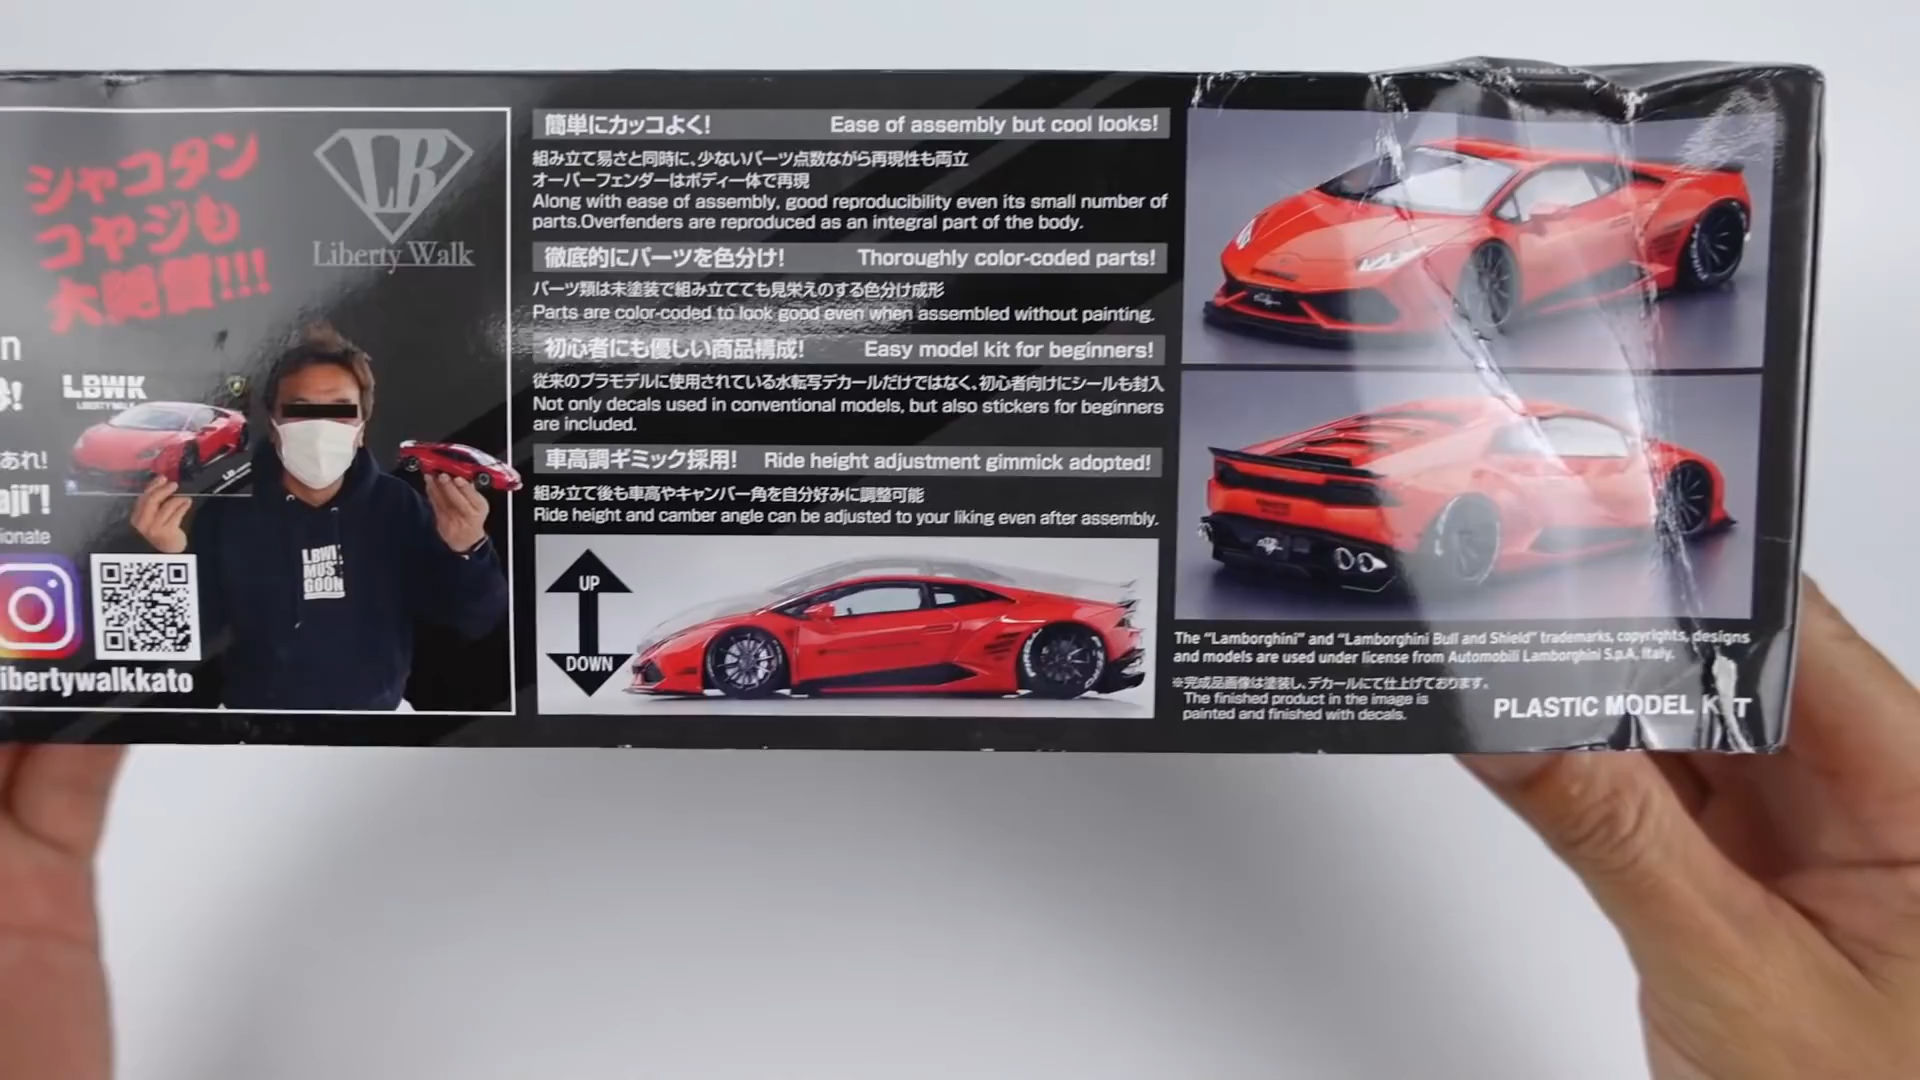 シャコタン
コヤジも
大絶賛!!!
LB
Liberty Walk
n
!
LBWK
LIBERTY WALK
あれ!
aji"!
ionate
LBWK
MUS
GOON
ibertywalkkato
簡単にカッコよく! Ease of assembly but cool looks!
組み立て易さと同時に、少ないパーツ点数ながら再現性も両立
オーバーフェンダーはボディ一体で再現
Along with ease of assembly, good reproducibility even its small number of
parts.Overfenders are reproduced as an integral part of the body.
徹底的にパーツを色分け! Thoroughly color-coded parts!
パーツ類は未塗装で組み立てても見栄えのする色分け成形
Parts are color-coded to look good even when assembled without painting.
初心者にも優しい商品構成! Easy model kit for beginners!
従来のプラモデルに使用されている水転写デカールだけではなく、初心者向けにシールも封入
Not only decals used in conventional models, but also stickers for beginners
are included.
車高調ギミック採用! Ride height adjustment gimmick adopted!
組み立て後も車高やキャンバー角を自分好みに調整可能
Ride height and camber angle can be adjusted to your liking even after assembly.
UP
DOWN
The "Lamborghini" and "Lamborghini Bull and Shield" trademarks, copyrights, designs
and models are used under license from Automobili Lamborghini S.p.A, Italy.
※完成品画像は塗装し、デカールにて仕上げております。
The finished product in the image is
painted and finished with decals.
PLASTIC MODEL KIT